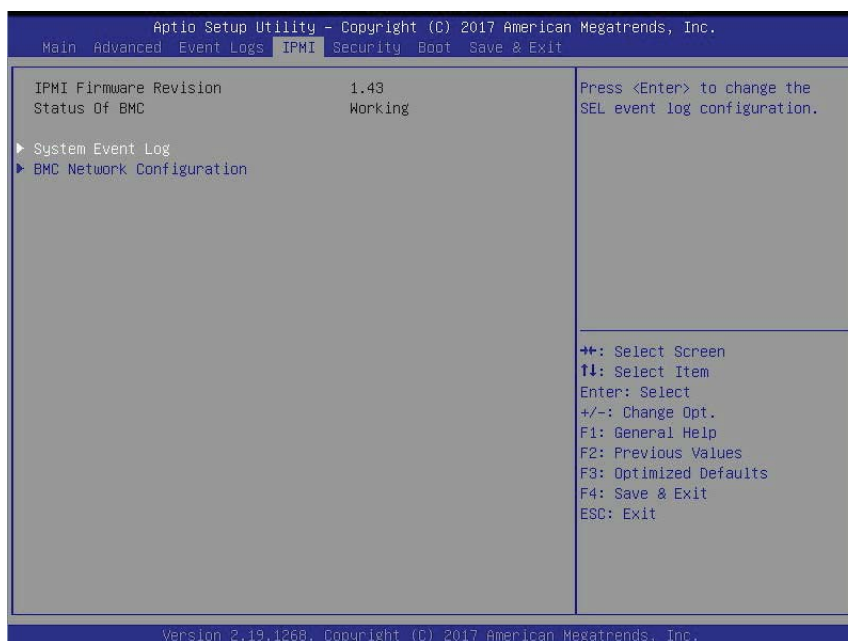 Aptio Setup Utility – Copyright (C) 2017 American Megatrends, Inc.
Main Advanced Event Logs IPMI Security Boot Save & Exit
IPMI Firmware Revision 1.43
Status Of BMC Working
System Event Log
BMC Network Configuration
Press <Enter> to change the
SEL event log configuration.
→←: Select Screen
↑↓: Select Item
Enter: Select
+/-: Change Opt.
F1: General Help
F2: Previous Values
F3: Optimized Defaults
F4: Save & Exit
ESC: Exit
Version 2.19.1268. Copyright (C) 2017 American Megatrends, Inc.